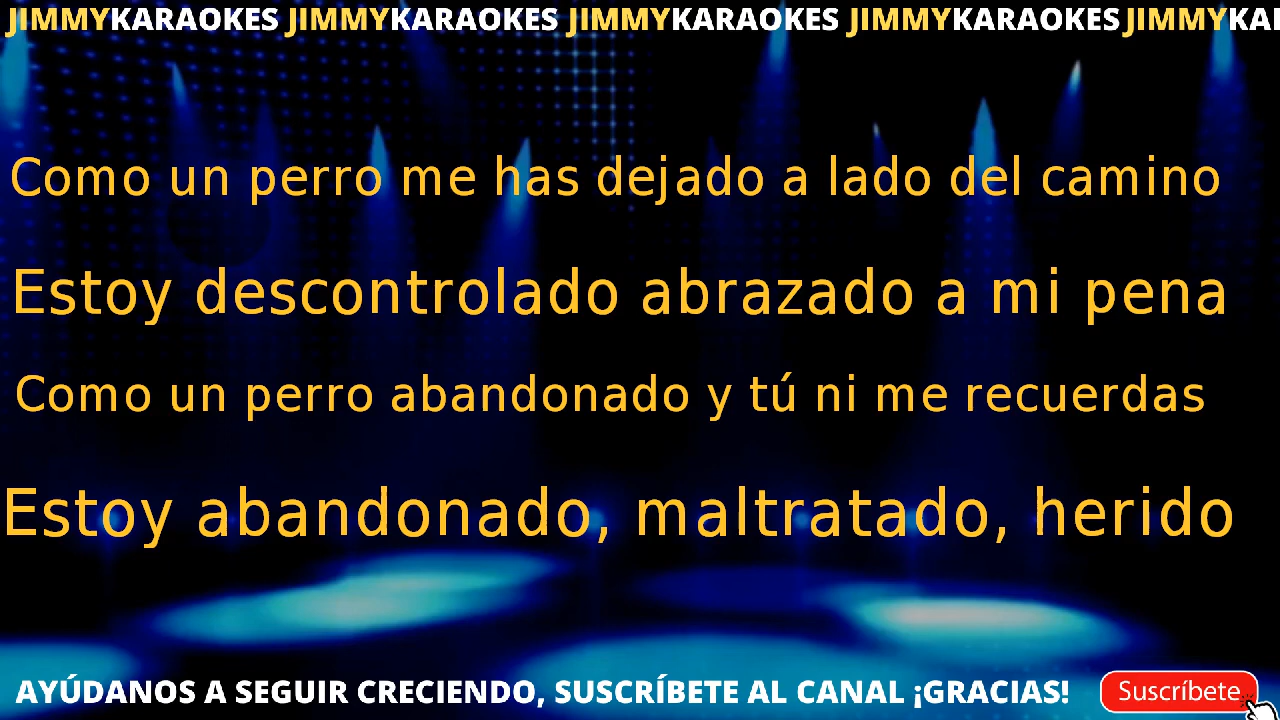 JIMMYKARAOKES JIMMYKARAOKES JIMMYKARAOKES JIMMYKARAOKES JIMMYKA
Como un perro me has dejado a lado del camino
Estoy descontrolado abrazado a mi pena
Como un perro abandonado y tú ni me recuerdas
Estoy abandonado, maltratado, herido
AYÚDANOS A SEGUIR CRECIENDO, SUSCRÍBETE AL CANAL ¡GRACIAS! Suscríbete